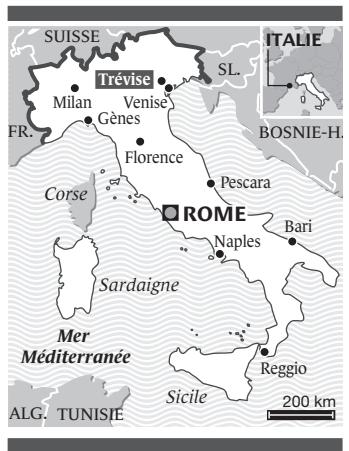 SUISSE
ITALIE
Trévise
SL.
Milan
Venise
Gênes
FR.
BOSNIE-H.
Florence
Pescara
Corse
ROME
Bari
Naples
Sardaigne
Mer
Méditerranée
Reggio
Sicile
200 km
ALG.
TUNISIE